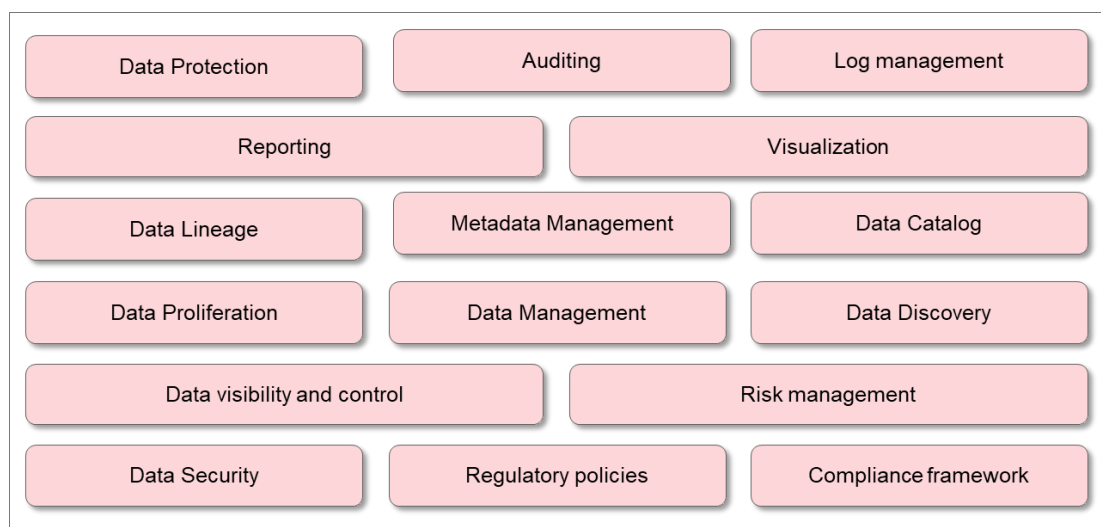 Data Protection
Auditing
Log management
Reporting
Visualization
Data Lineage
Metadata Management
Data Catalog
Data Proliferation
Data Management
Data Discovery
Data visibility and control
Risk management
Data Security
Regulatory policies
Compliance framework